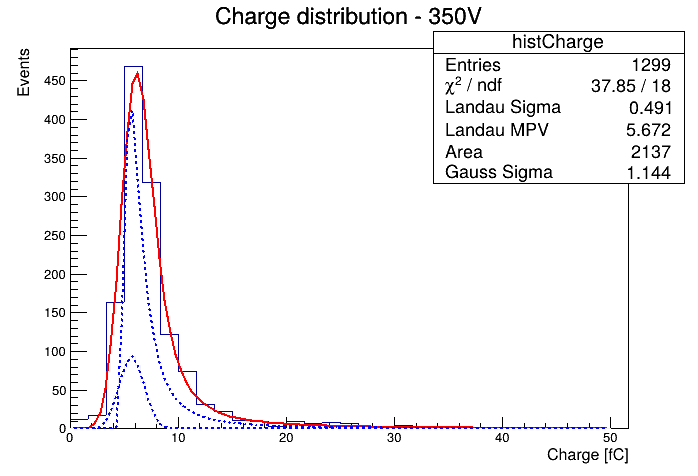 Charge distribution - 350V
Events
histCharge
Entries 1299
χ² / ndf 37.85 / 18
Landau Sigma 0.491
Landau MPV 5.672
Area 2137
Gauss Sigma 1.144
450
400
350
300
250
200
150
100
50
0
0 10 20 30 40 50
Charge [fC]